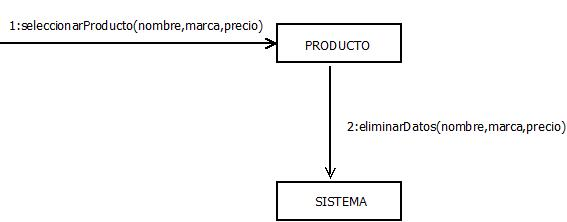 1:seleccionarProducto(nombre,marca,precio)
PRODUCTO
2:eliminarDatos(nombre,marca,precio)
SISTEMA